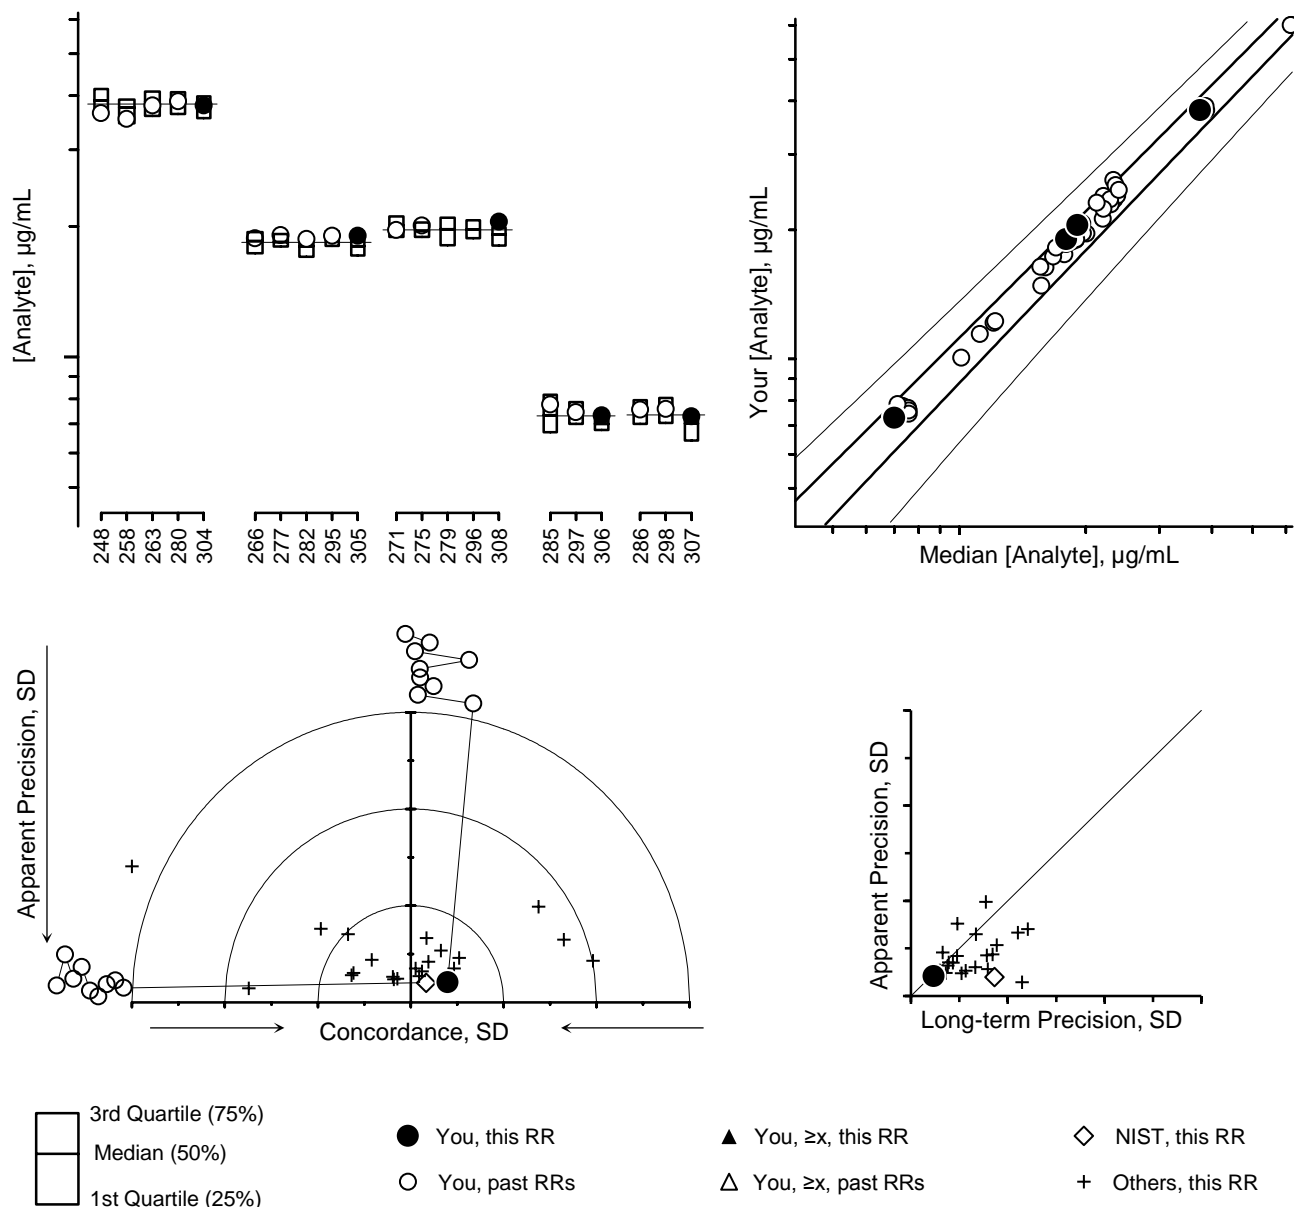 [Analyte], µg/mL
248
258
263
280
304
266
277
282
295
305
271
275
279
296
308
285
297
306
286
298
307
Your [Analyte], µg/mL
Median [Analyte], µg/mL
Apparent Precision, SD
Concordance, SD
Apparent Precision, SD
Long-term Precision, SD
3rd Quartile (75%)
Median (50%)
1st Quartile (25%)
You, this RR
You, past RRs
You, ≥x, this RR
You, ≥x, past RRs
NIST, this RR
Others, this RR